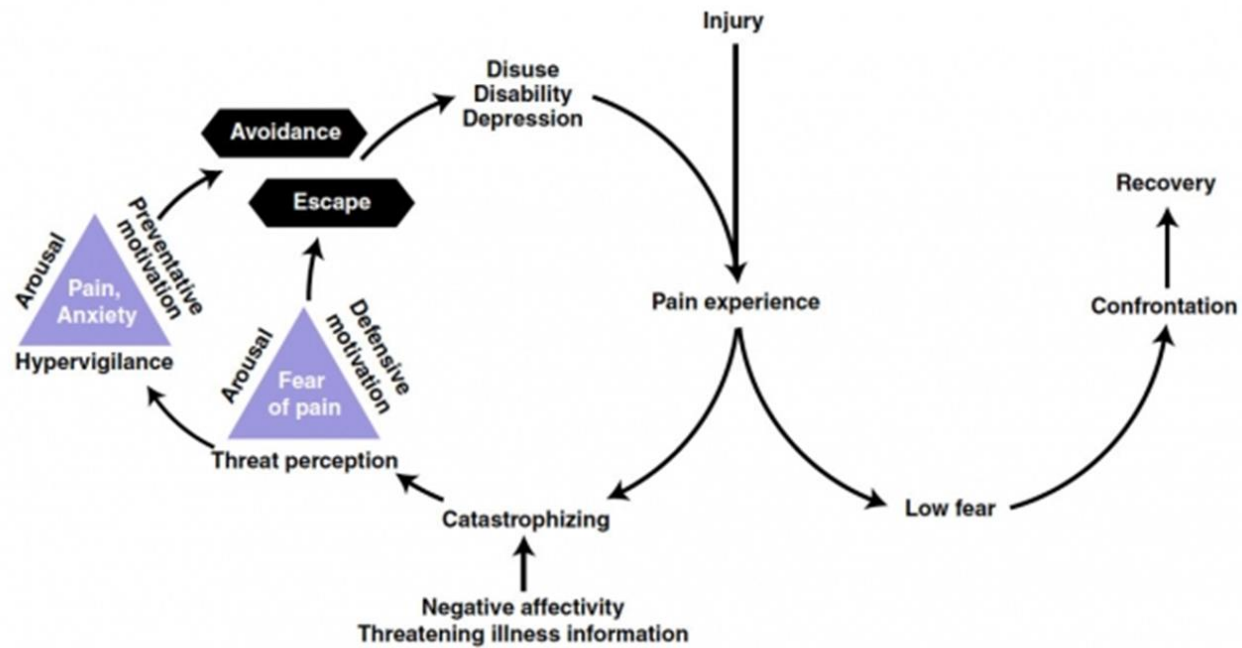 Injury
Disuse
Disability
Depression
Avoidance
Escape
Recovery
Arousal
Preventative
motivation
Pain,
Anxiety
Hypervigilance
Pain experience
Confrontation
Arousal
Defensive
motivation
Fear
of pain
Threat perception
Catastrophizing
Low fear
Negative affectivity
Threatening illness information